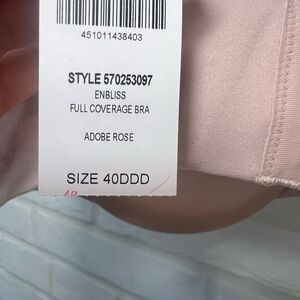 451011438403
STYLE 570253097
ENBLISS
FULL COVERAGE BRA
ADOBE ROSE
SIZE 40DDD